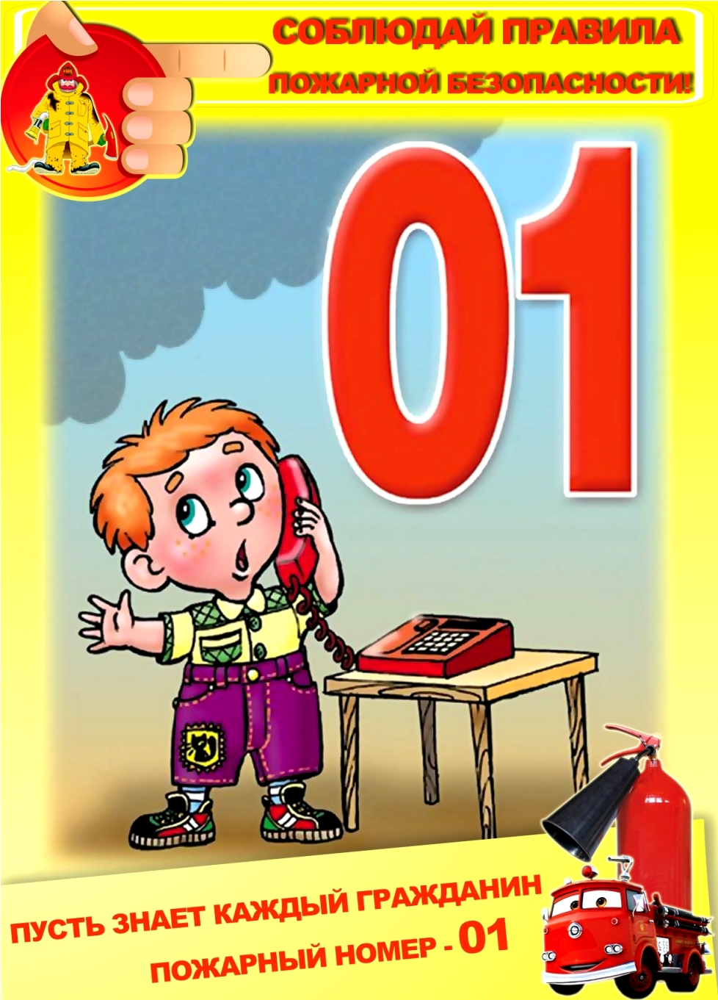 СОБЛЮДАЙ ПРАВИЛА
ПОЖАРНОЙ БЕЗОПАСНОСТИ!
01
ПУСТЬ ЗНАЕТ КАЖДЫЙ ГРАЖДАНИН
ПОЖАРНЫЙ НОМЕР - 01